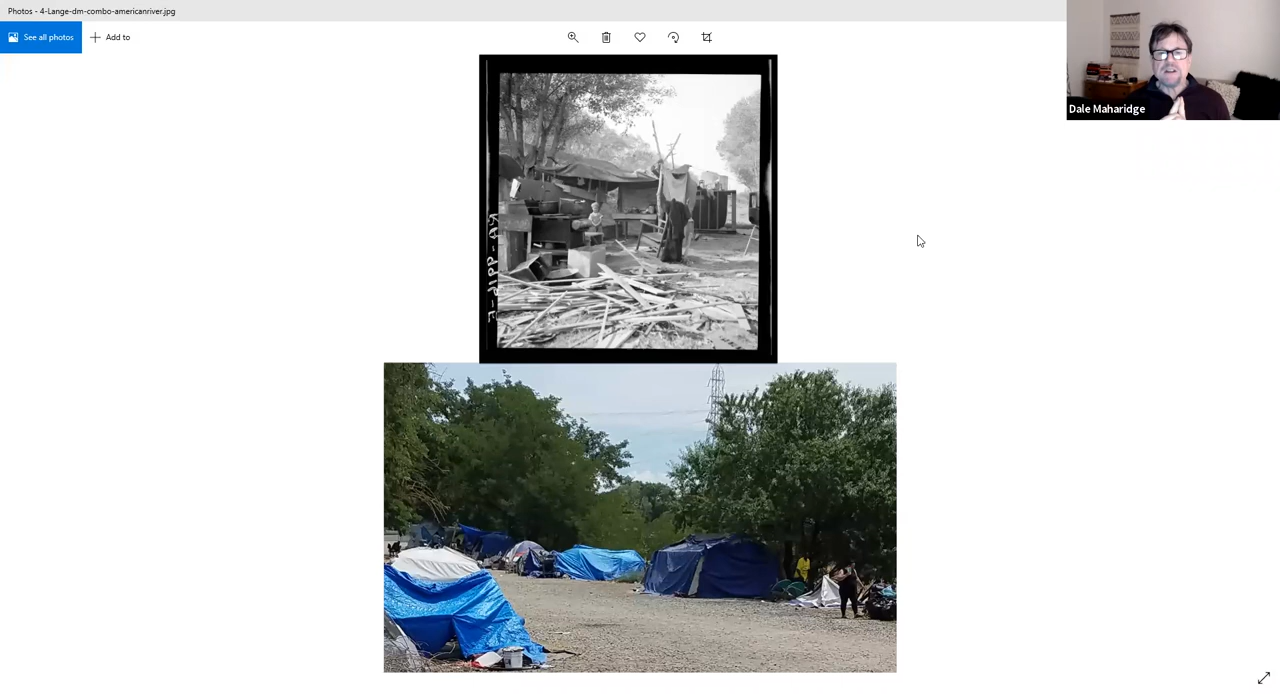 Photos - 4-Lange-dm-combo-americanriver.jpg
See all photos
Add to
Dale Maharidge